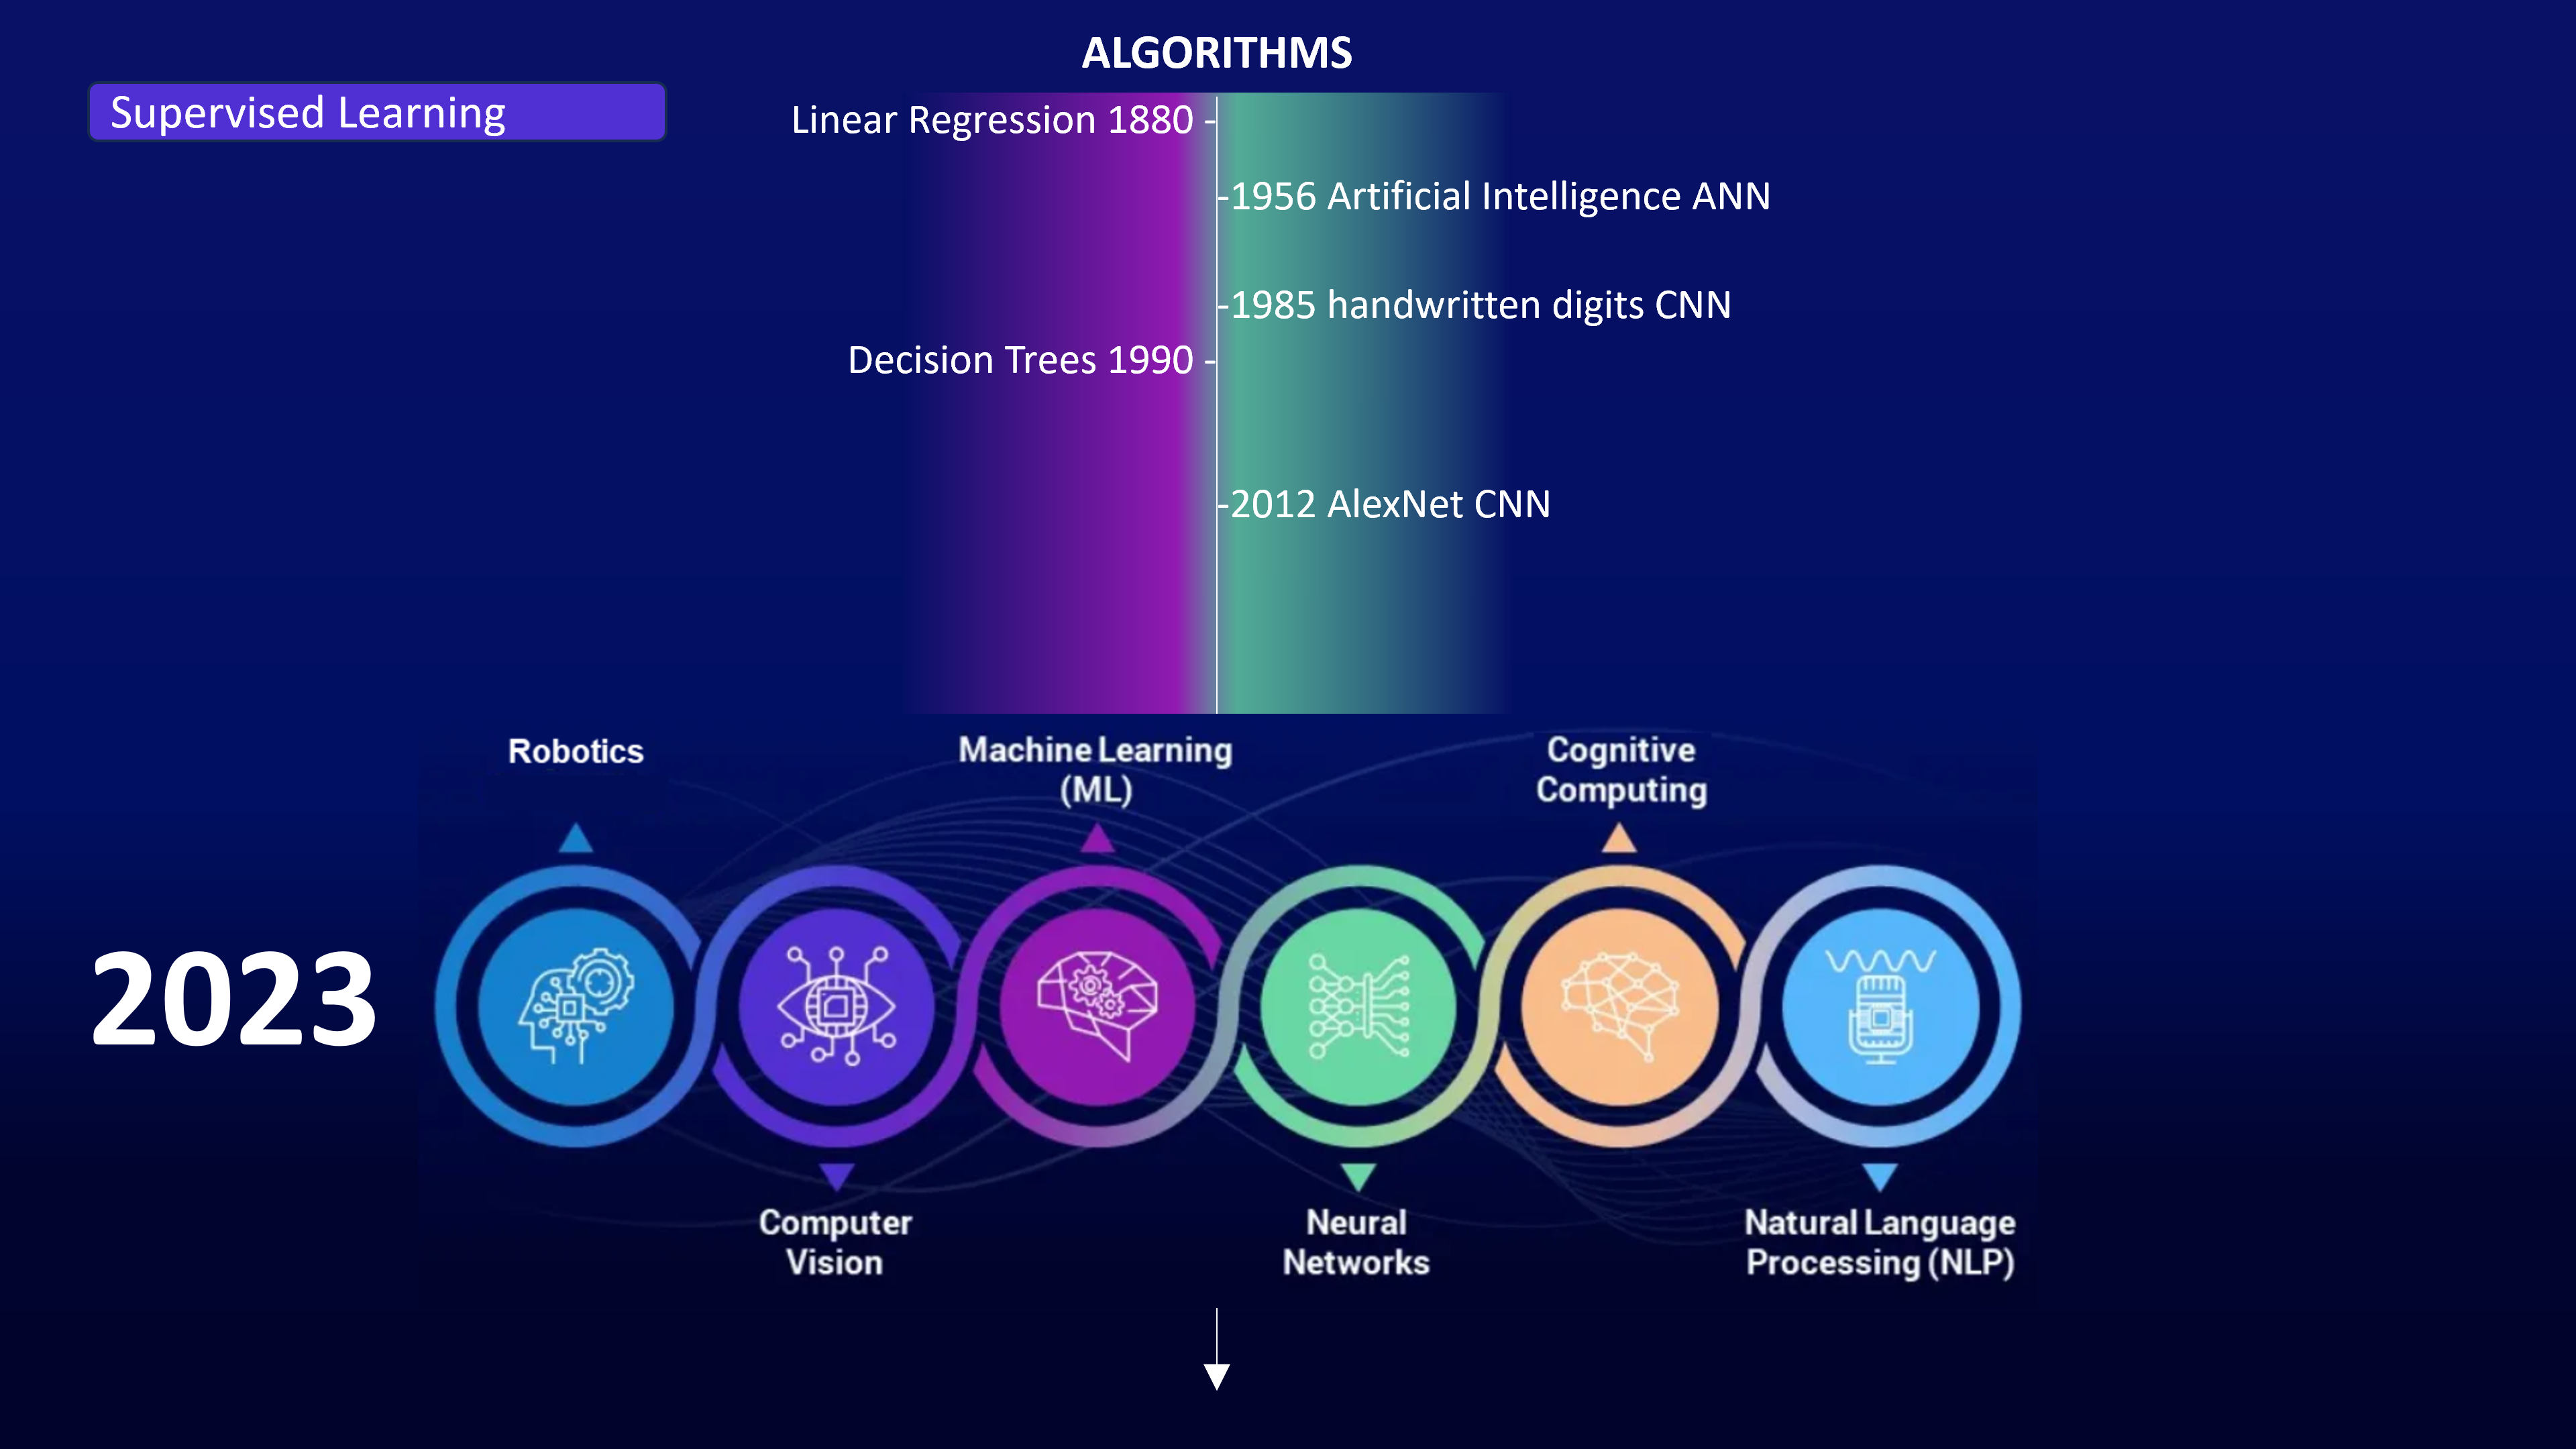 ALGORITHMS
Supervised Learning
Linear Regression 1880 -
-1956 Artificial Intelligence ANN
-1985 handwritten digits CNN
Decision Trees 1990 -
-2012 AlexNet CNN
Robotics
Machine Learning
(ML)
Cognitive
Computing
2023
Computer
Vision
Neural
Networks
Natural Language
Processing (NLP)